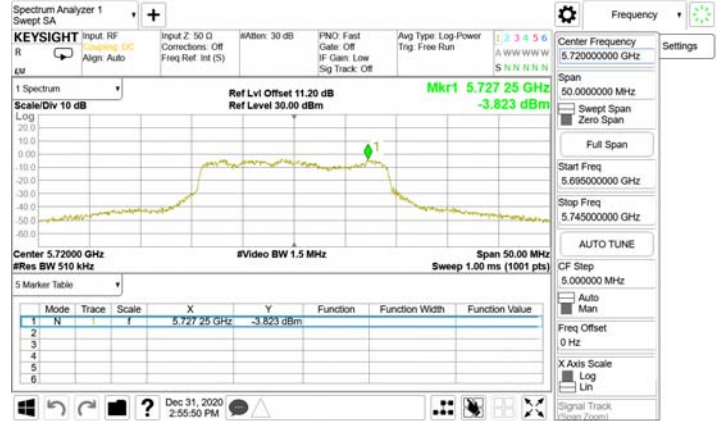 Spectrum Analyzer 1
Swept SA
Frequency
KEYSIGHT
R
Input: RF
Coupling: DC
Align: Auto
Input Z: 50 Ω
Corrections: Off
Freq Ref: Int (S)
#Atten: 30 dB
PNO: Fast
Gate: Off
IF Gain: Low
Sig Track: Off
Avg Type: Log-Power
Trig: Free Run
1 2 3 4 5 6
A W W W W W
S N N N N N
Center Frequency
5.720000000 GHz
Settings
Span
50.0000000 MHz
Swept Span
Zero Span
Full Span
Start Freq
5.695000000 GHz
Stop Freq
5.745000000 GHz
AUTO TUNE
CF Step
5.000000 MHz
Auto
Man
Freq Offset
0 Hz
X Axis Scale
Log
Lin
Signal Track
(Span Zoom)
1 Spectrum
Scale/Div 10 dB
Ref Lvl Offset 11.20 dB
Ref Level 30.00 dBm
Mkr1 5.727 25 GHz
-3.823 dBm
Log
20.0
10.0
0.00
-10.0
-20.0
-30.0
-40.0
-50.0
-60.0
1
Center 5.72000 GHz
#Res BW 510 kHz
#Video BW 1.5 MHz
Span 50.00 MHz
Sweep 1.00 ms (1001 pts)
5 Marker Table
Mode Trace Scale X Y Function Function Width Function Value
1 N 1 f 5.727 25 GHz -3.823 dBm
2
3
4
5
6
?
Dec 31, 2020
2:55:50 PM